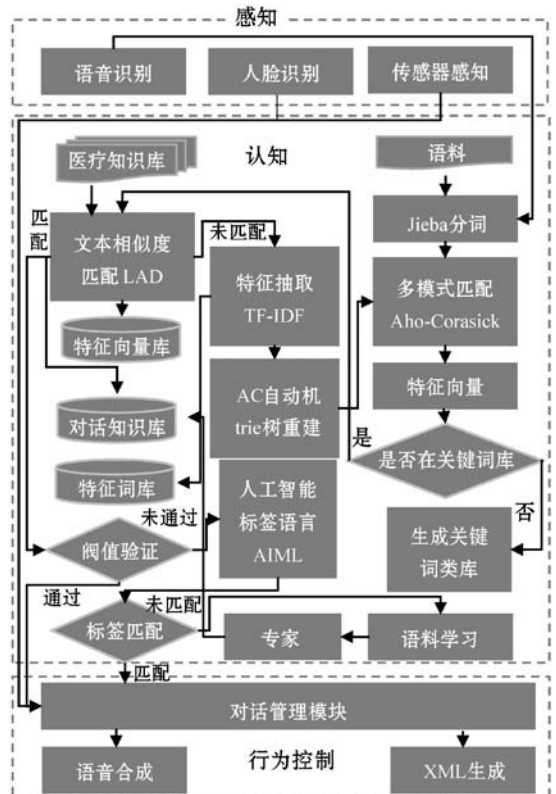 感知
语音识别
人脸识别
传感器感知
认知
医疗知识库
语料
匹配
文本相似度
匹配 LAD
未匹配
Jieba分词
特征抽取
TF-IDF
多模式匹配
Aho-Corasick
特征向量库
AC自动机
trie树重建
特征向量
对话知识库
是
是否在关键词库
特征词库
人工智能
标签语言
AIML
未通过
否
阀值验证
生成关键
词类库
通过
未匹配
标签匹配
专家
语料学习
匹配
对话管理模块
语音合成
行为控制
XML生成